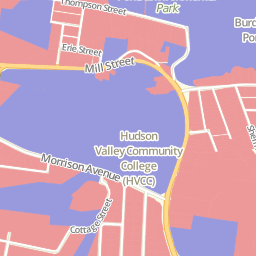 Thompson Street
Park
Erie Street
Mill Street
Hudson
Valley Community
College
(HVCC)
Morrison Avenue
Cottage Street